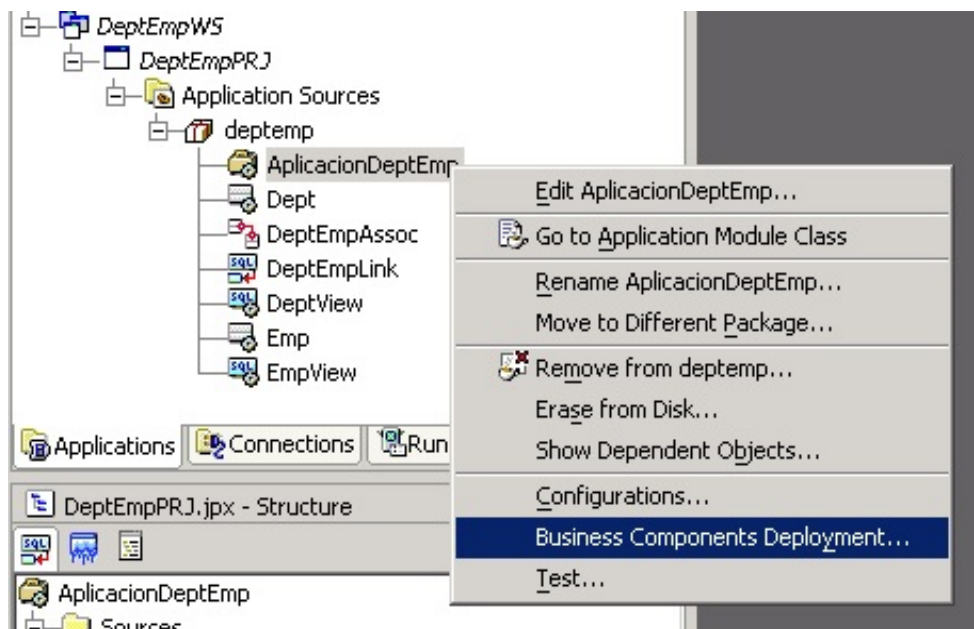 DeptEmpWS
DeptEmpPRJ
Application Sources
deptemp
AplicacionDeptEmp
Dept
DeptEmpAssoc
DeptEmpLink
DeptView
Emp
EmpView
Edit AplicacionDeptEmp...
Go to Application Module Class
Rename AplicacionDeptEmp...
Move to Different Package...
Remove from deptemp...
Erase from Disk...
Show Dependent Objects...
Configurations...
Business Components Deployment...
Test...
Applications Connections Run
DeptEmpPRJ.jpx - Structure
AplicacionDeptEmp
Sources